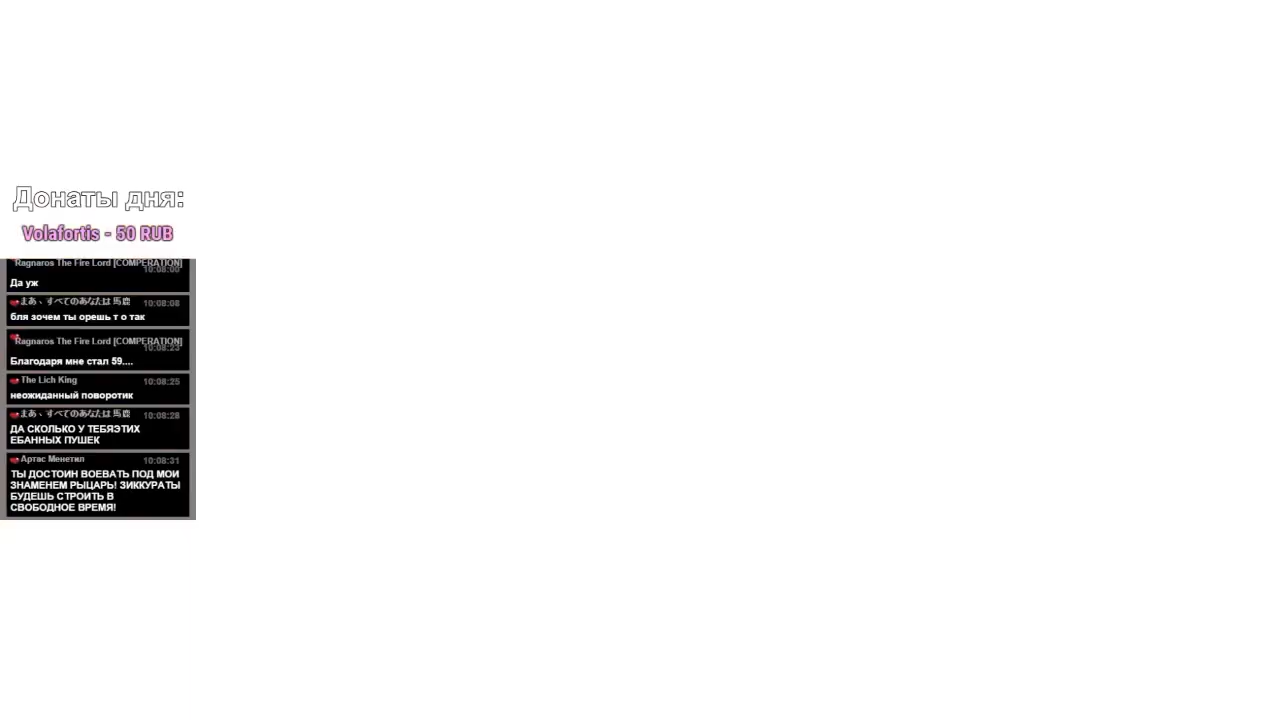 Донаты дня:
Volafortis - 50 RUB
Ragnaros The Fire Lord [COMPERATION]
10:08:00
Да уж
まあ、すべてのあなたは 馬鹿 10:08:08
бля зочем ты орешь т о так
Ragnaros The Fire Lord [COMPERATION]
10:08:23
Благодаря мне стал 59....
The Lich King 10:08:25
неожиданный поворотик
まあ、すべてのあなたは 馬鹿 10:08:28
ДА СКОЛЬКО У ТЕБЯЭТИХ
ЕБАННЫХ ПУШЕК
Артас Менетил 10:08:31
ТЫ ДОСТОИН ВОЕВАТЬ ПОД МОИ
ЗНАМЕНЕМ РЫЦАРЬ! ЗИККУРАТЫ
БУДЕШЬ СТРОИТЬ В
СВОБОДНОЕ ВРЕМЯ!